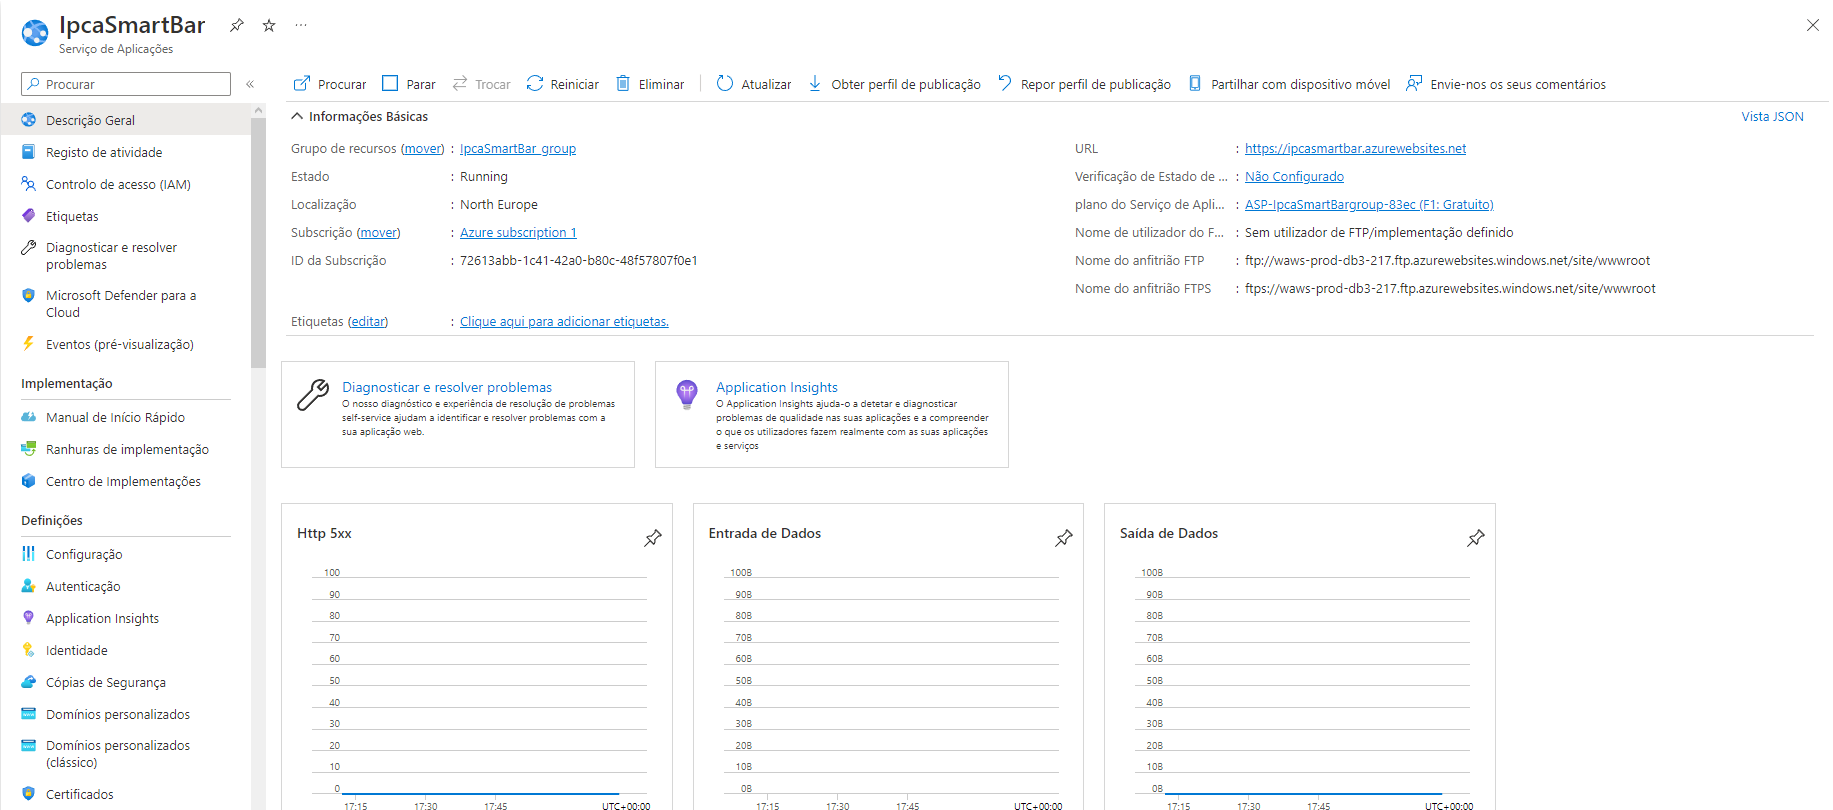 IpcaSmartBar
Serviço de Aplicações
Procurar
«
Descrição Geral
Registo de atividade
Controlo de acesso (IAM)
Etiquetas
Diagnosticar e resolver
problemas
Microsoft Defender para a
Cloud
Eventos (pré-visualização)
Implementação
Manual de Início Rápido
Ranhuras de implementação
Centro de Implementações
Definições
Configuração
Autenticação
Application Insights
Identidade
Cópias de Segurança
Domínios personalizados
Domínios personalizados
(clássico)
Certificados
Procurar Parar Trocar Reiniciar Eliminar Atualizar Obter perfil de publicação Repor perfil de publicação Partilhar com dispositivo móvel Envie-nos os seus comentários
Informações Básicas
Vista JSON
Grupo de recursos (mover) : IpcaSmartBar_group
Estado : Running
Localização : North Europe
Subscrição (mover) : Azure subscription 1
ID da Subscrição : 72613abb-1c41-42a0-b80c-48f57807f0e1
URL : https://ipcasmartbar.azurewebsites.net
Verificação de Estado de ... : Não Configurado
plano do Serviço de Apli... : ASP-IpcaSmartBargroup-83ec (F1: Gratuito)
Nome de utilizador do F... : Sem utilizador de FTP/implementação definido
Nome do anfitrião FTP : ftp://waws-prod-db3-217.ftp.azurewebsites.windows.net/site/wwwroot
Nome do anfitrião FTPS : ftps://waws-prod-db3-217.ftp.azurewebsites.windows.net/site/wwwroot
Etiquetas (editar) : Clique aqui para adicionar etiquetas.
Diagnosticar e resolver problemas
O nosso diagnóstico e experiência de resolução de problemas
self-service ajudam a identificar e resolver problemas com a
sua aplicação web.
Application Insights
O Application Insights ajuda-o a detetar e diagnosticar
problemas de qualidade nas suas aplicações e a compreender
o que os utilizadores fazem realmente com as suas aplicações
e serviços
Http 5xx
100
90
80
70
60
50
40
30
20
10
0
17:15 17:30 17:45 UTC+00:00
Entrada de Dados
100B
90B
80B
70B
60B
50B
40B
30B
20B
10B
0B
17:15 17:30 17:45 UTC+00:00
Saída de Dados
100B
90B
80B
70B
60B
50B
40B
30B
20B
10B
0B
17:15 17:30 17:45 UTC+00:00